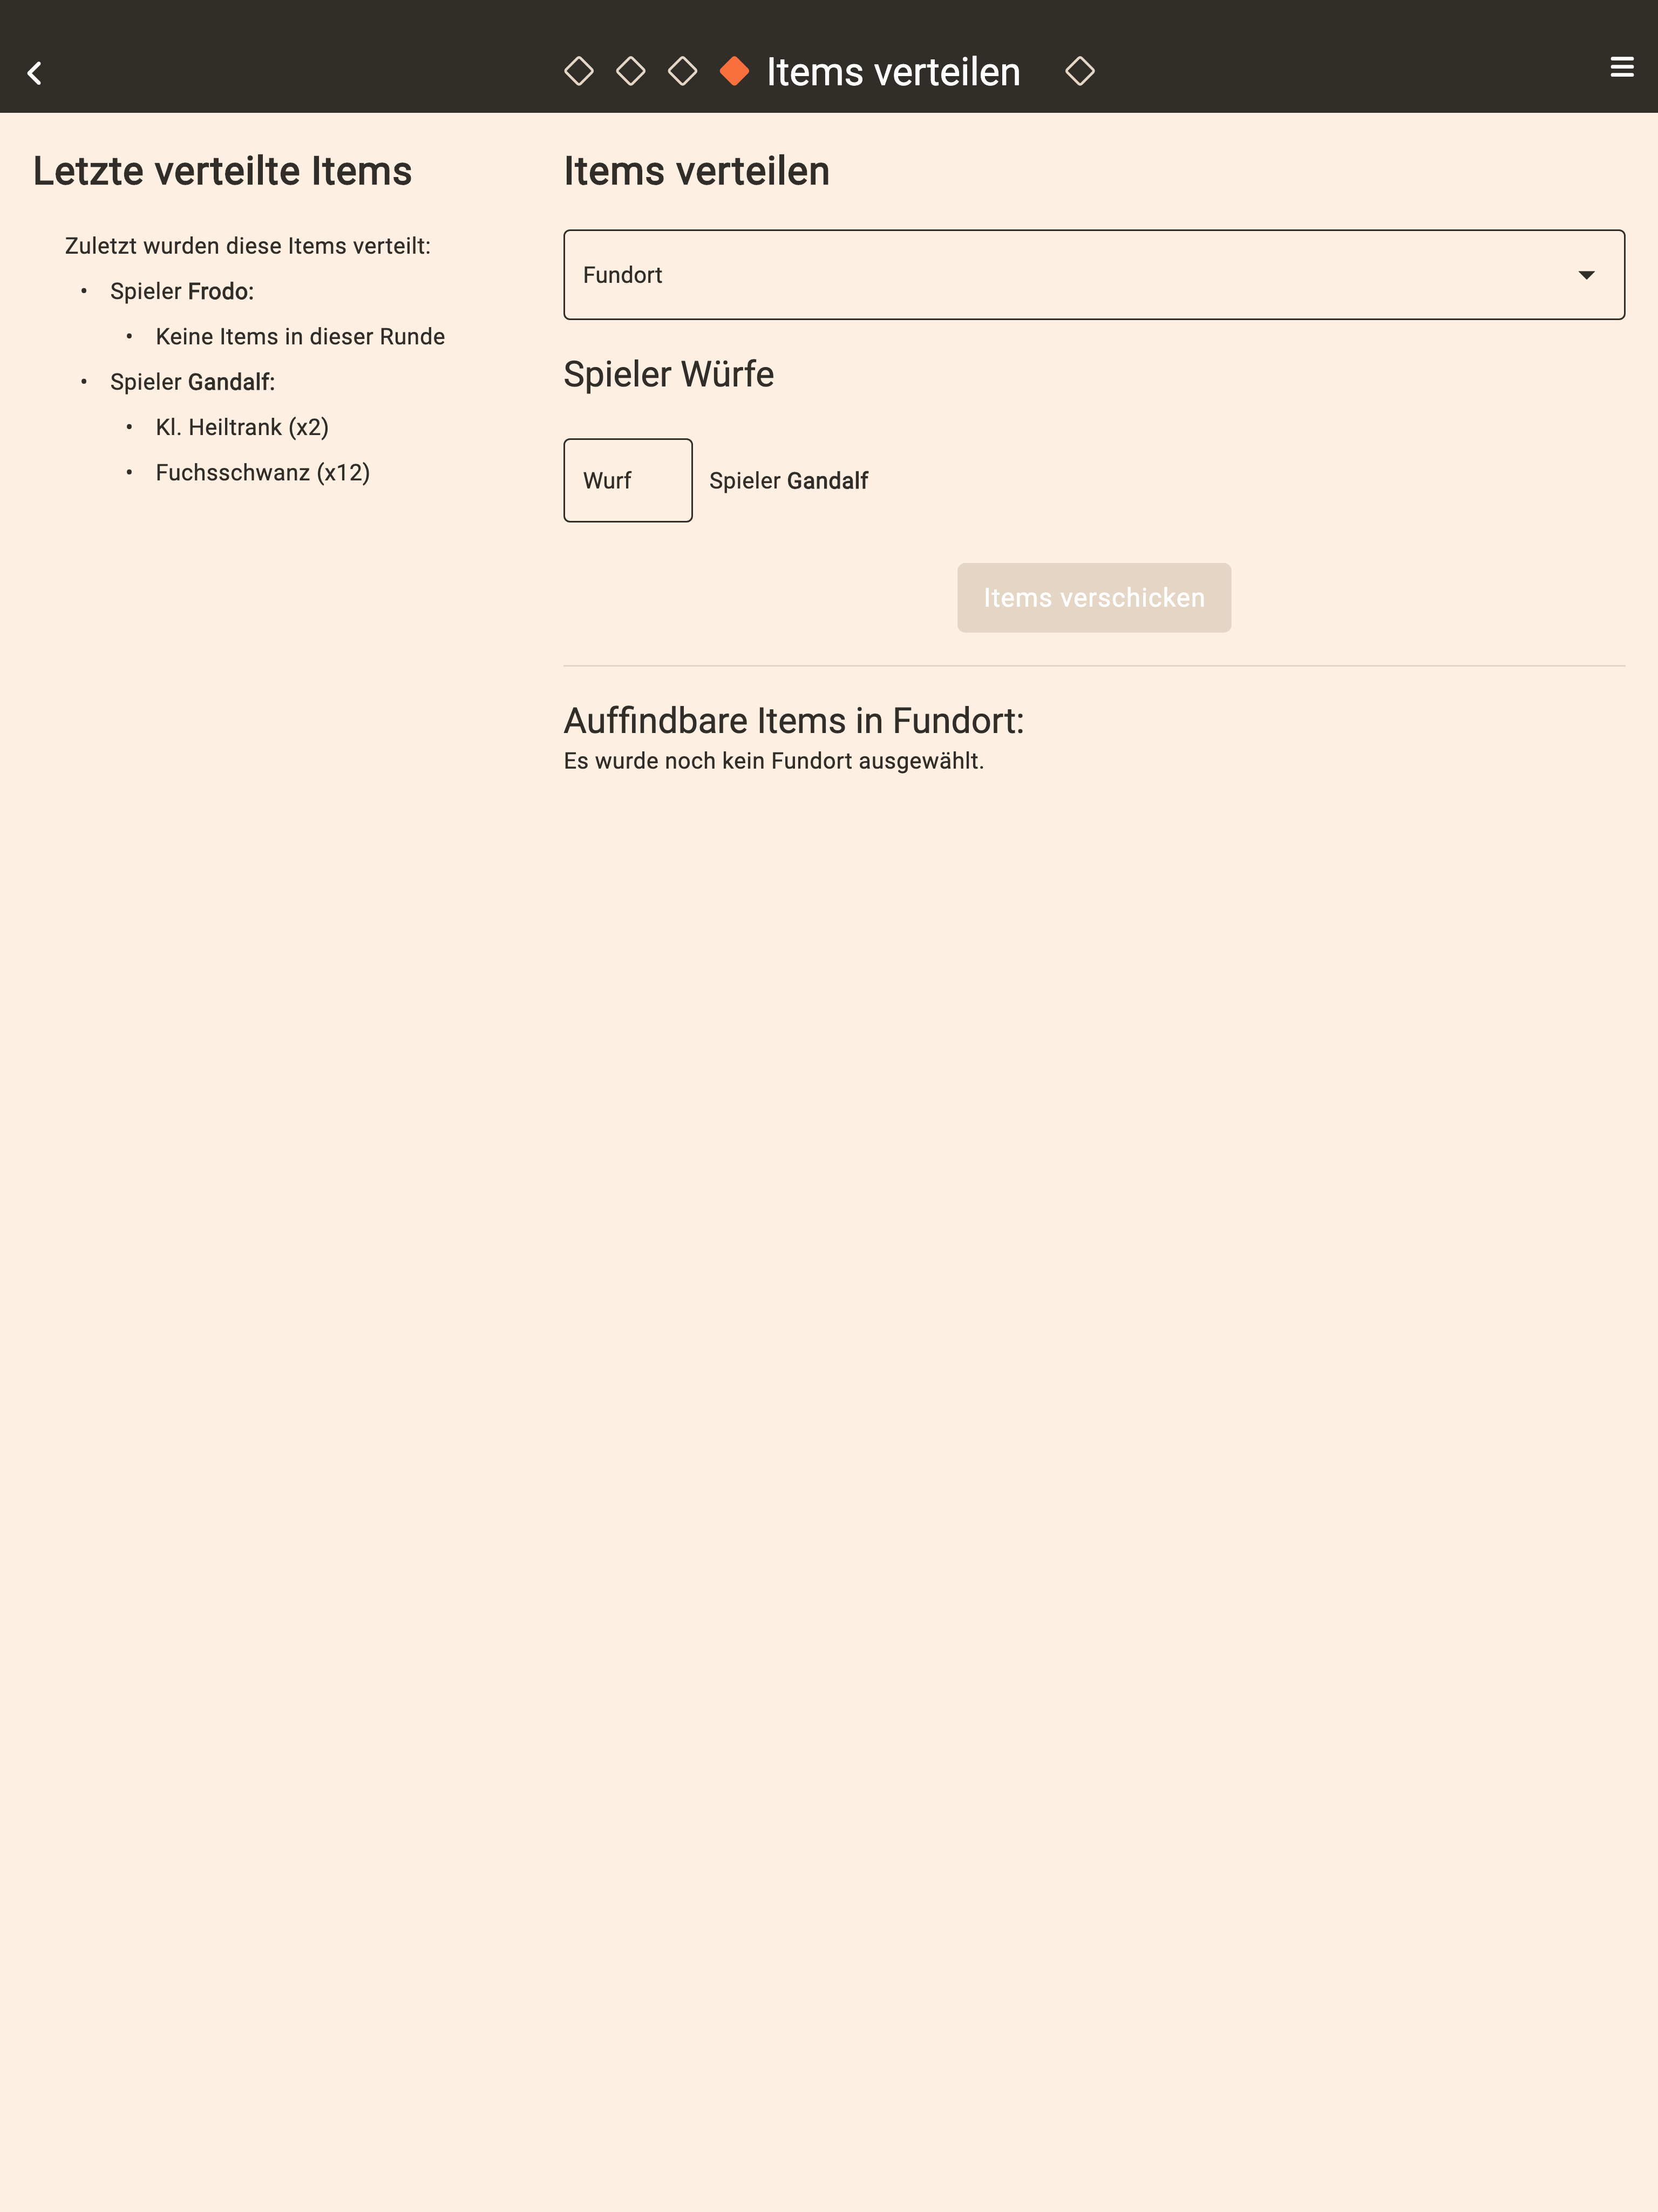 Items verteilen
Letzte verteilte Items
Zuletzt wurden diese Items verteilt:
• Spieler Frodo:
• Keine Items in dieser Runde
• Spieler Gandalf:
• Kl. Heiltrank (x2)
• Fuchsschwanz (x12)
Items verteilen
Fundort
Spieler Würfe
Wurf Spieler Gandalf
Items verschicken
Auffindbare Items in Fundort:
Es wurde noch kein Fundort ausgewählt.